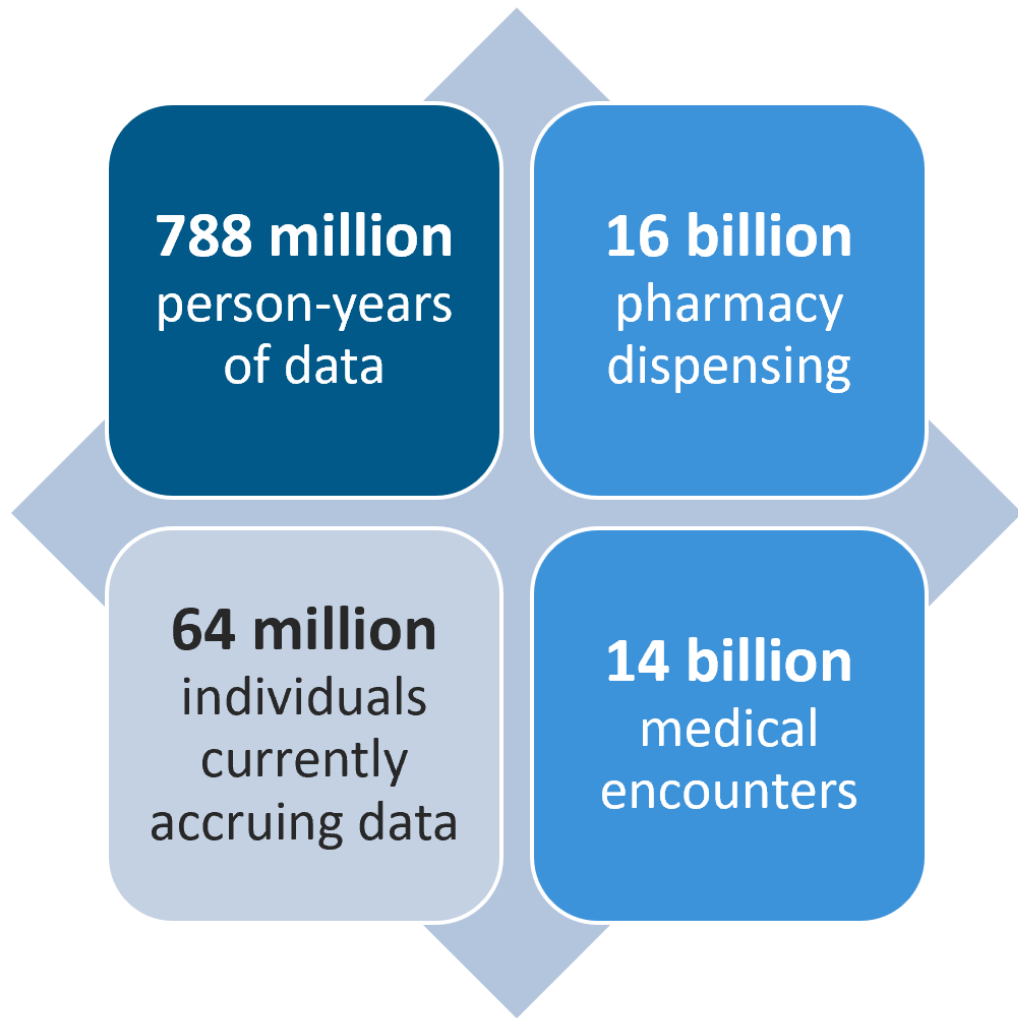 788 million
person-years
of data
16 billion
pharmacy
dispensing
64 million
individuals
currently
accruing data
14 billion
medical
encounters